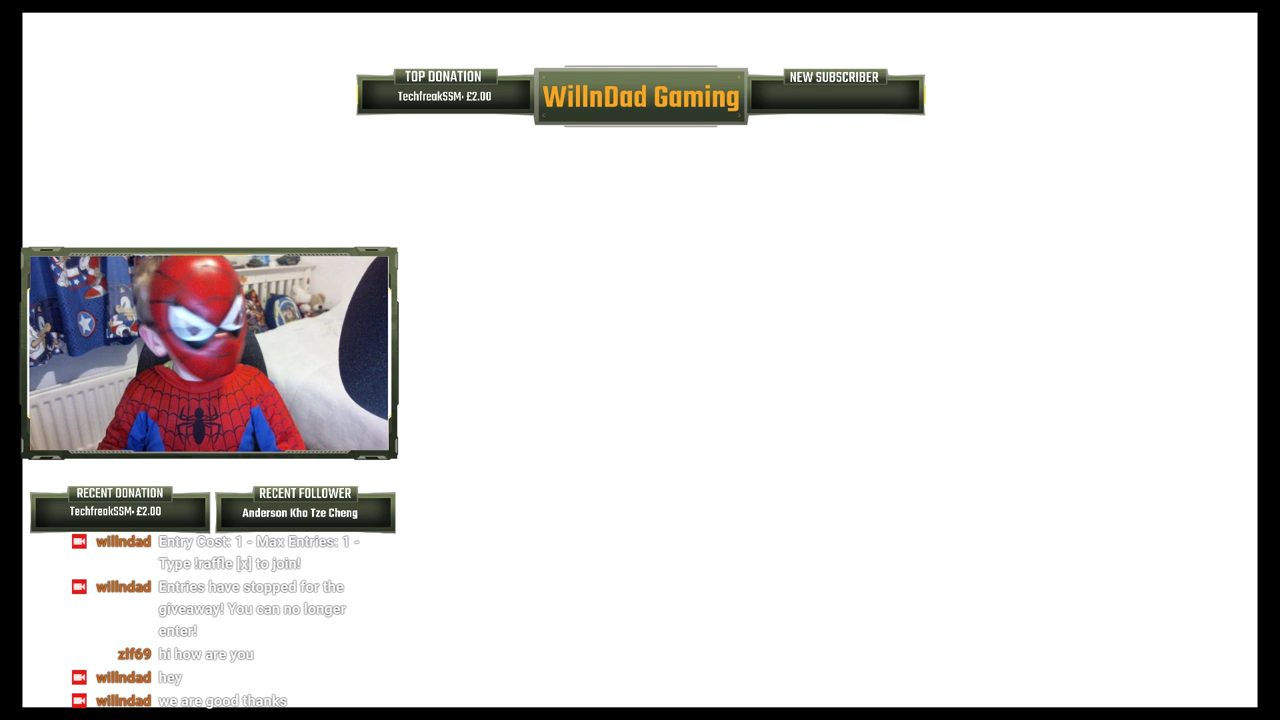 TOP DONATION
TechfreakSSM: £2.00
WillnDad Gaming
NEW SUBSCRIBER
RECENT DONATION
TechfreakSSM: £2.00
RECENT FOLLOWER
Anderson Kho Tze Cheng
willndad Entry Cost: 1 - Max Entries: 1 -
Type !raffle [x] to join!
willndad Entries have stopped for the
giveaway! You can no longer
enter!
zif69 hi how are you
willndad hey
willndad we are good thanks